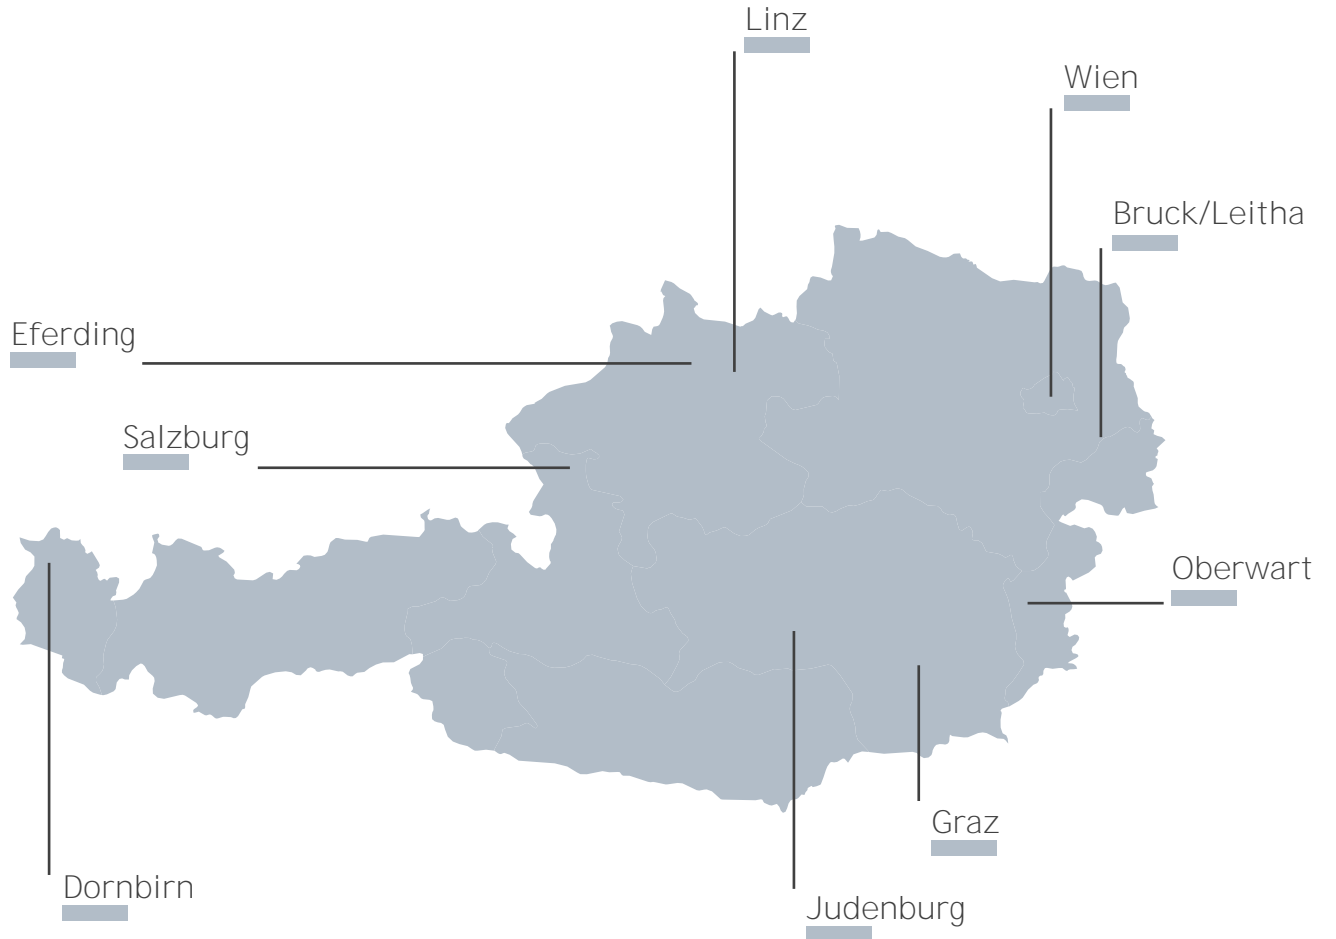 Linz
Wien
Bruck/Leitha
Eferding
Salzburg
Oberwart
Graz
Dornbirn
Judenburg